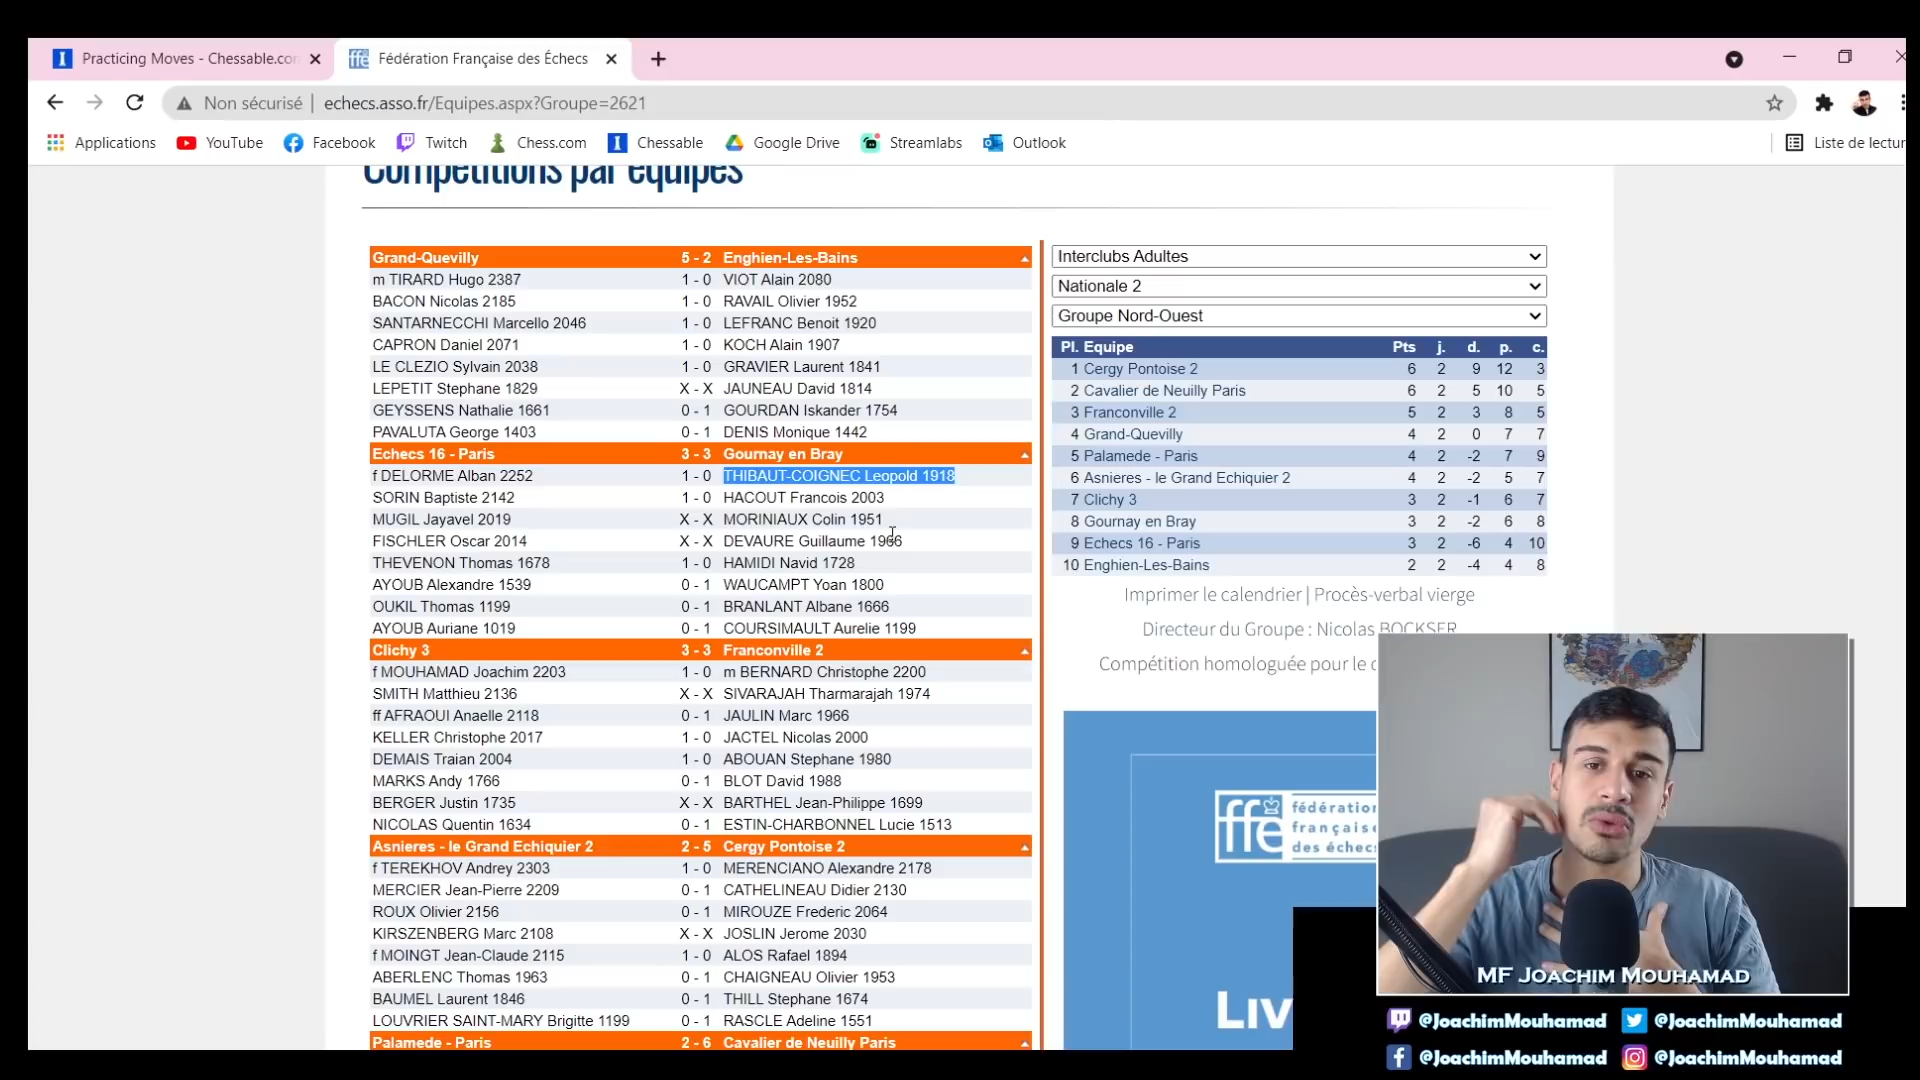 Practicing Moves - Chessable.con
Fédération Française des Échecs
Non sécurisé | echecs.asso.fr/Equipes.aspx?Groupe=2621
Applications YouTube Facebook Twitch Chess.com Chessable Google Drive Streamlabs Outlook Liste de lectur
Compétitions par équipes
Grand-Quevilly 5 - 2 Enghien-Les-Bains
m TIRARD Hugo 2387 1 - 0 VIOT Alain 2080
BACON Nicolas 2185 1 - 0 RAVAIL Olivier 1952
SANTARNECCHI Marcello 2046 1 - 0 LEFRANC Benoit 1920
CAPRON Daniel 2071 1 - 0 KOCH Alain 1907
LE CLEZIO Sylvain 2038 1 - 0 GRAVIER Laurent 1841
LEPETIT Stephane 1829 X - X JAUNEAU David 1814
GEYSSENS Nathalie 1661 0 - 1 GOURDAN Iskander 1754
PAVALUTA George 1403 0 - 1 DENIS Monique 1442
Echecs 16 - Paris 3 - 3 Gournay en Bray
f DELORME Alban 2252 1 - 0 THIBAUT-COIGNEC Leopold 1918
SORIN Baptiste 2142 1 - 0 HACOUT Francois 2003
MUGIL Jayavel 2019 X - X MORINIAUX Colin 1951
FISCHLER Oscar 2014 X - X DEVAURE Guillaume 1966
THEVENON Thomas 1678 1 - 0 HAMIDI Navid 1728
AYOUB Alexandre 1539 0 - 1 WAUCAMPT Yoan 1800
OUKIL Thomas 1199 0 - 1 BRANLANT Albane 1666
AYOUB Auriane 1019 0 - 1 COURSIMAULT Aurelie 1199
Clichy 3 3 - 3 Franconville 2
f MOUHAMAD Joachim 2203 1 - 0 m BERNARD Christophe 2200
SMITH Matthieu 2136 X - X SIVARAJAH Tharmarajah 1974
ff AFRAOUI Anaelle 2118 0 - 1 JAULIN Marc 1966
KELLER Christophe 2017 1 - 0 JACTEL Nicolas 2000
DEMAIS Traian 2004 1 - 0 ABOUAN Stephane 1980
MARKS Andy 1766 0 - 1 BLOT David 1988
BERGER Justin 1735 X - X BARTHEL Jean-Philippe 1699
NICOLAS Quentin 1634 0 - 1 ESTIN-CHARBONNEL Lucie 1513
Asnieres - le Grand Echiquier 2 2 - 5 Cergy Pontoise 2
f TEREKHOV Andrey 2303 1 - 0 MERENCIANO Alexandre 2178
MERCIER Jean-Pierre 2209 0 - 1 CATHELINEAU Didier 2130
ROUX Olivier 2156 0 - 1 MIROUZE Frederic 2064
KIRSZENBERG Marc 2108 X - X JOSLIN Jerome 2030
f MOINGT Jean-Claude 2115 1 - 0 ALOS Rafael 1894
ABERLENC Thomas 1963 0 - 1 CHAIGNEAU Olivier 1953
BAUMEL Laurent 1846 0 - 1 THILL Stephane 1674
LOUVRIER SAINT-MARY Brigitte 1199 0 - 1 RASCLE Adeline 1551
Palamede - Paris 2 - 6 Cavalier de Neuilly Paris
Interclubs Adultes
Nationale 2
Groupe Nord-Ouest
Pl. Equipe Pts j. d. p. c.
1 Cergy Pontoise 2 6 2 9 12 3
2 Cavalier de Neuilly Paris 6 2 5 10 5
3 Franconville 2 5 2 3 8 5
4 Grand-Quevilly 4 2 0 7 7
5 Palamede - Paris 4 2 -2 7 9
6 Asnieres - le Grand Echiquier 2 4 2 -2 5 7
7 Clichy 3 3 2 -1 6 7
8 Gournay en Bray 3 2 -2 6 8
9 Echecs 16 - Paris 3 2 -6 4 10
10 Enghien-Les-Bains 2 2 -4 4 8
Imprimer le calendrier | Procès-verbal vierge
Directeur du Groupe : Nicolas BOCKSER
Compétition homologuée pour le
ffe
fédération
française
des échecs
LIV
MF JOACHIM MOUHAMAD
@JoachimMouhamad @JoachimMouhamad
@JoachimMouhamad @JoachimMouhamad